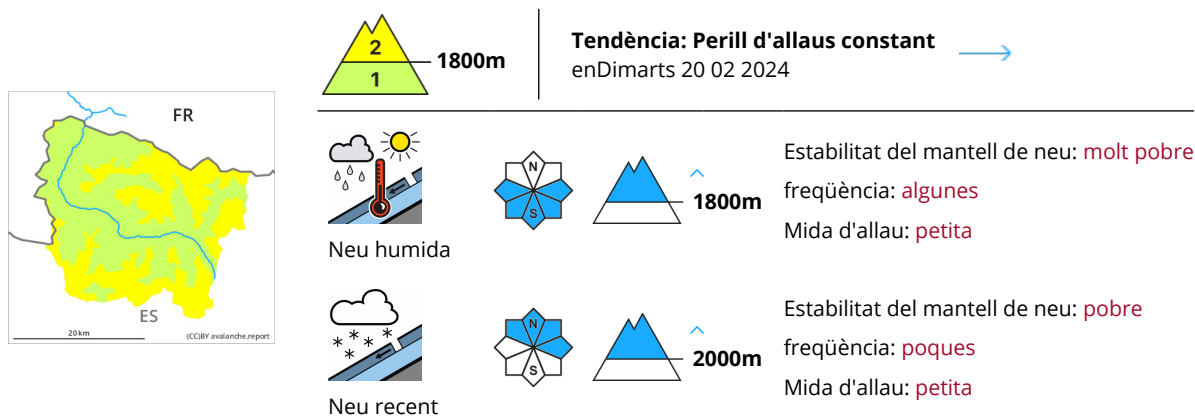 2
1
1800m
Tendència: Perill d'allaus constant
enDimarts 20 02 2024
FR
ES
20 km
(CC)BY avalanche.report
Neu humida
N
S
1800m
Estabilitat del mantell de neu: molt pobre
freqüència: algunes
Mida d'allau: petita
Neu recent
N
S
2000m
Estabilitat del mantell de neu: pobre
freqüència: poques
Mida d'allau: petita